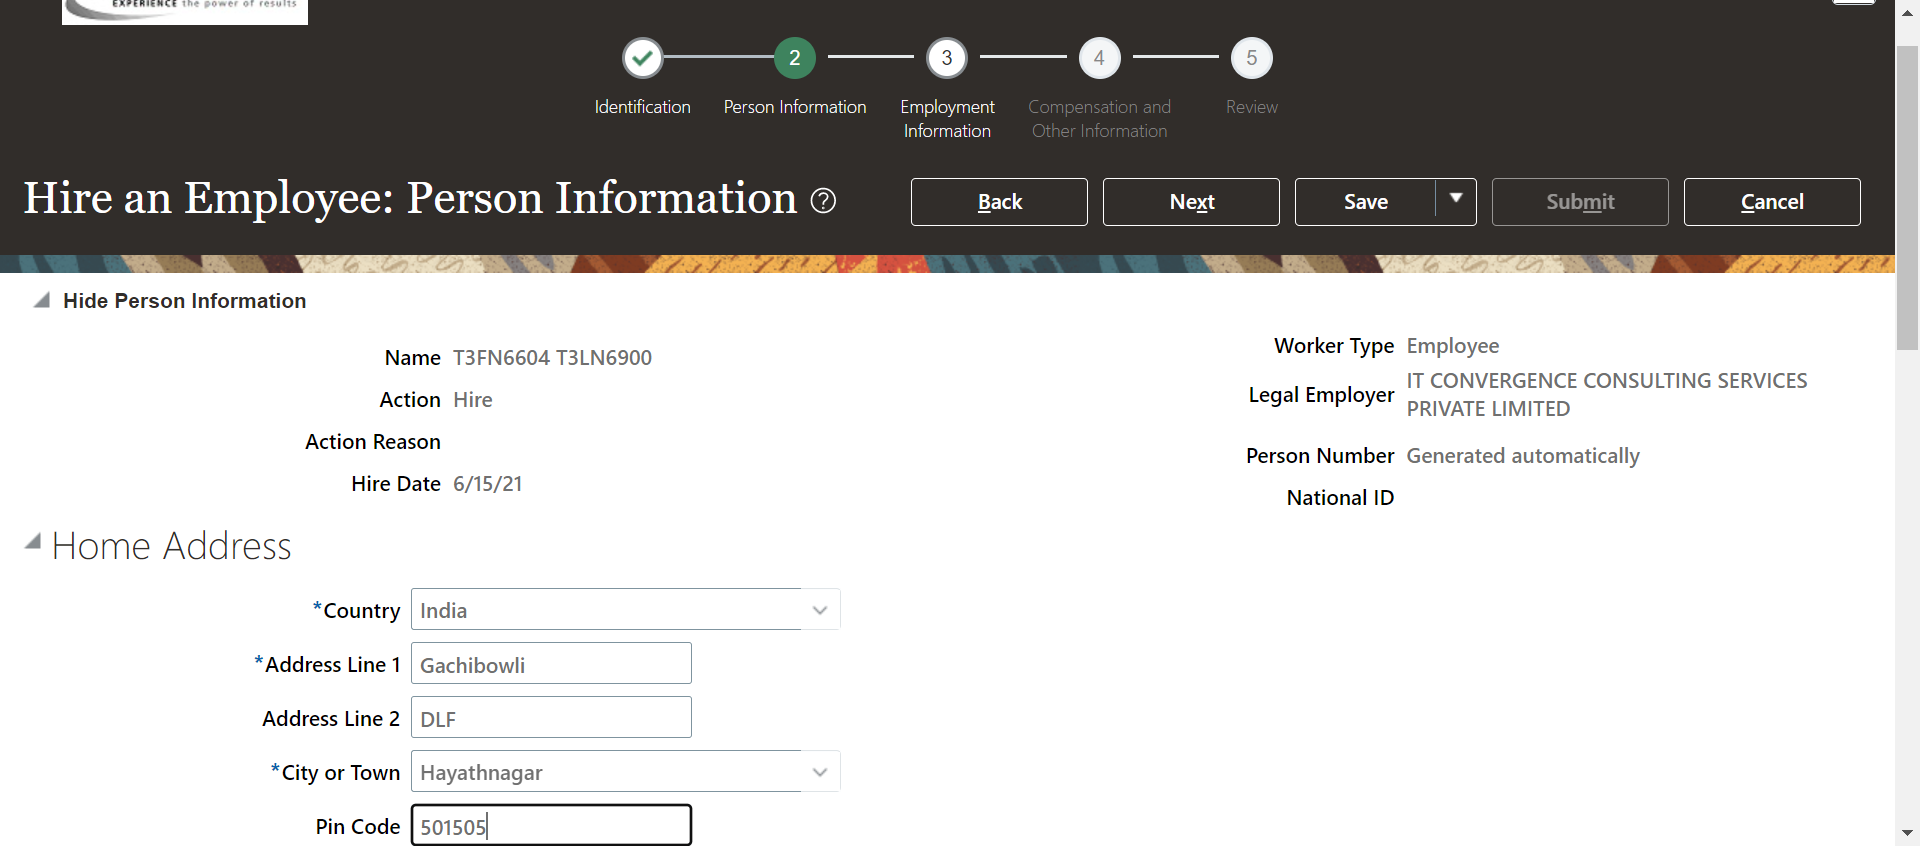 EXPERIENCE the power of results
2
3
4
5
Identification
Person Information
Employment
Information
Compensation and
Other Information
Review
Hire an Employee: Person Information ?
Back
Next
Save
Submit
Cancel
Hide Person Information
Name T3FN6604 T3LN6900
Action Hire
Action Reason
Hire Date 6/15/21
Worker Type Employee
Legal Employer IT CONVERGENCE CONSULTING SERVICES
PRIVATE LIMITED
Person Number Generated automatically
National ID
Home Address
*Country India
*Address Line 1 Gachibowli
Address Line 2 DLF
*City or Town Hayathnagar
Pin Code 501505